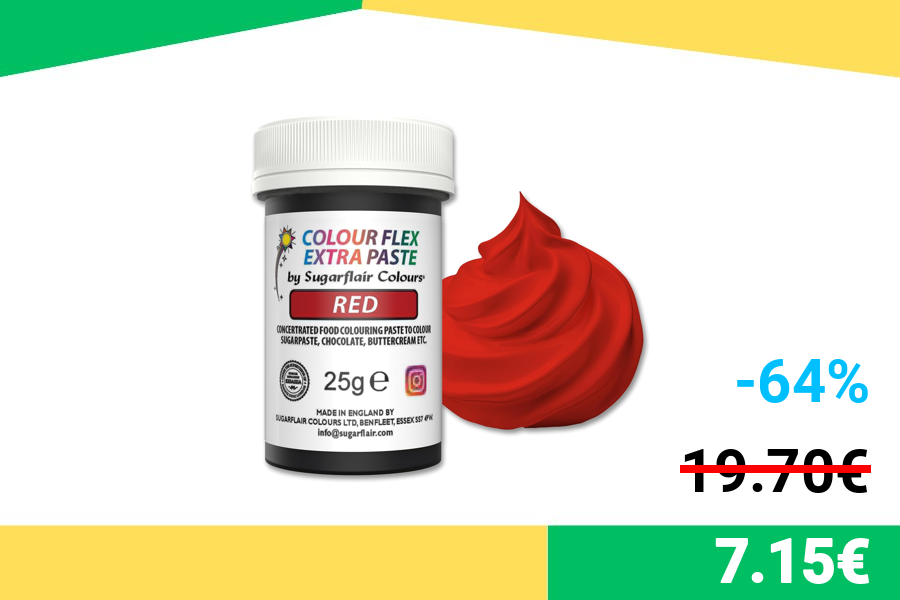 COLOUR FLEX
EXTRA PASTE
by Sugarflair Colours
RED
CONCERTRATED FOOD COLOURING PASTE TO COLOUR
SUGARPASTE, CHOCOLATE, BUTTERCREAM ETC.
25g e
MADE IN ENGLAND BY
SUGARFLAIR COLOURS LTD, BENFLEET, ESSEX SS7 4PW.
info@sugarflair.com
-64%
19.70€
7.15€